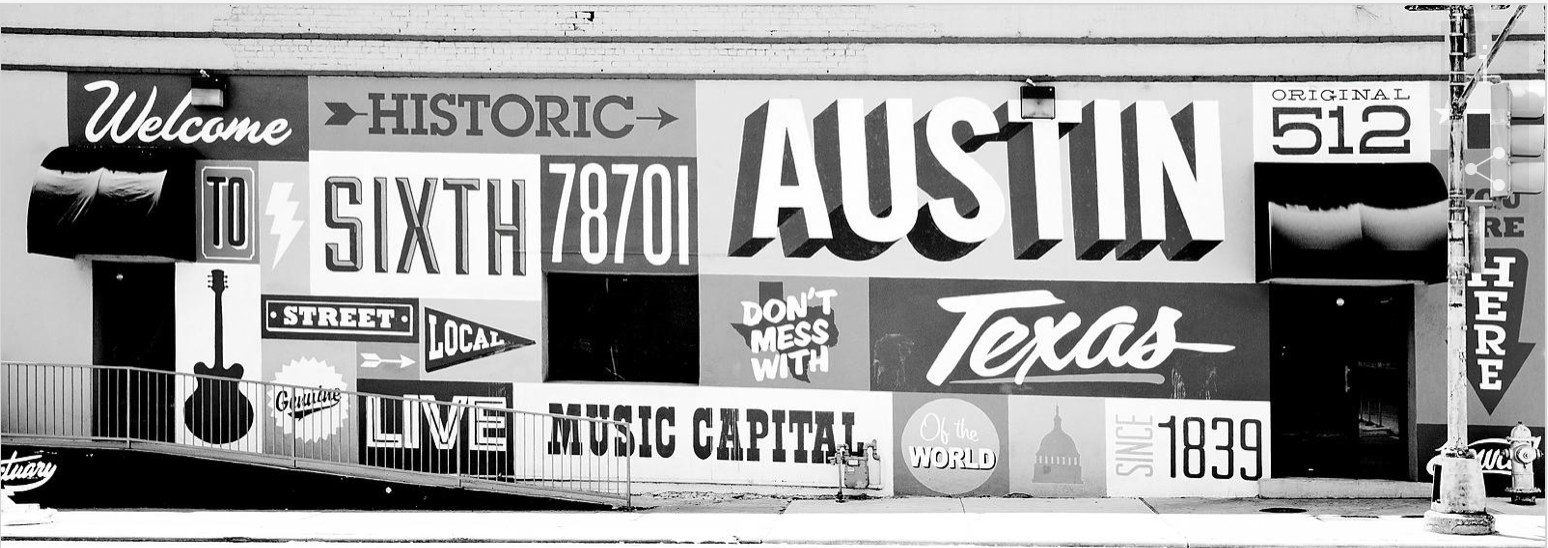 Welcome
TO
HISTORIC
SIXTH
78701
STREET
LOCAL
Genuine
LIVE
MUSIC CAPITAL
AUSTIN
DON'T
MESS
WITH
Texas
Of the
WORLD
SINCE
1839
ORIGINAL
512
HERE